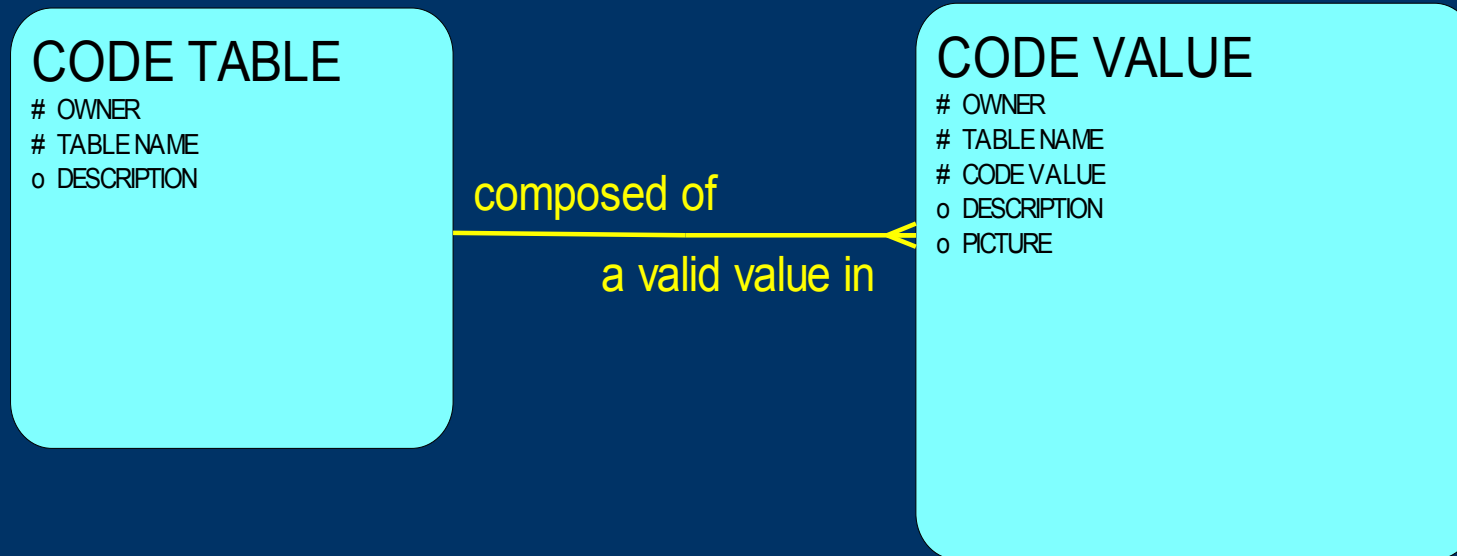 CODE TABLE
# OWNER
# TABLE NAME
o DESCRIPTION
composed of
a valid value in
CODE VALUE
# OWNER
# TABLE NAME
# CODE VALUE
o DESCRIPTION
o PICTURE